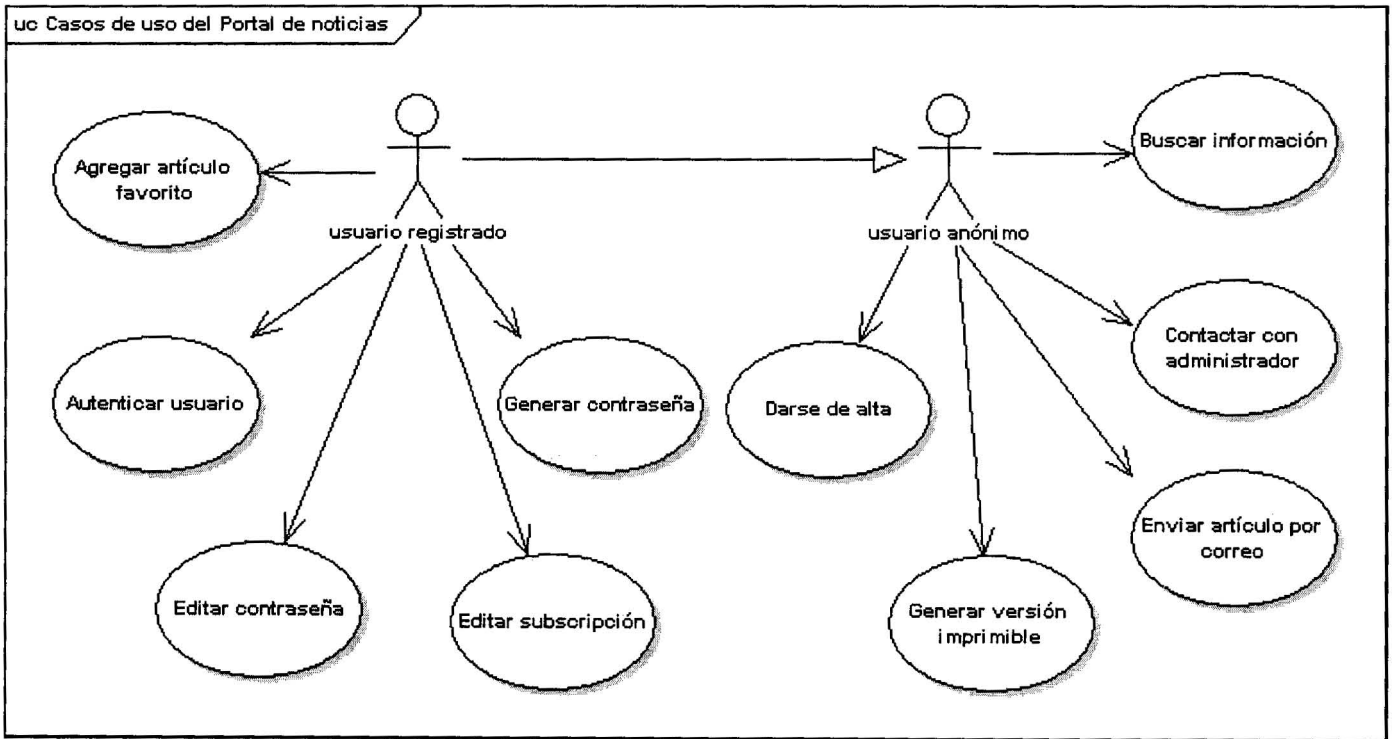 uc Casos de uso del Portal de noticias
Agregar artículo
favorito
usuario registrado
usuario anónimo
Buscar información
Autenticar usuario
Generar contraseña
Darse de alta
Contactar con
administrador
Editar contraseña
Editar subscripción
Generar versión
imprimible
Enviar artículo por
correo